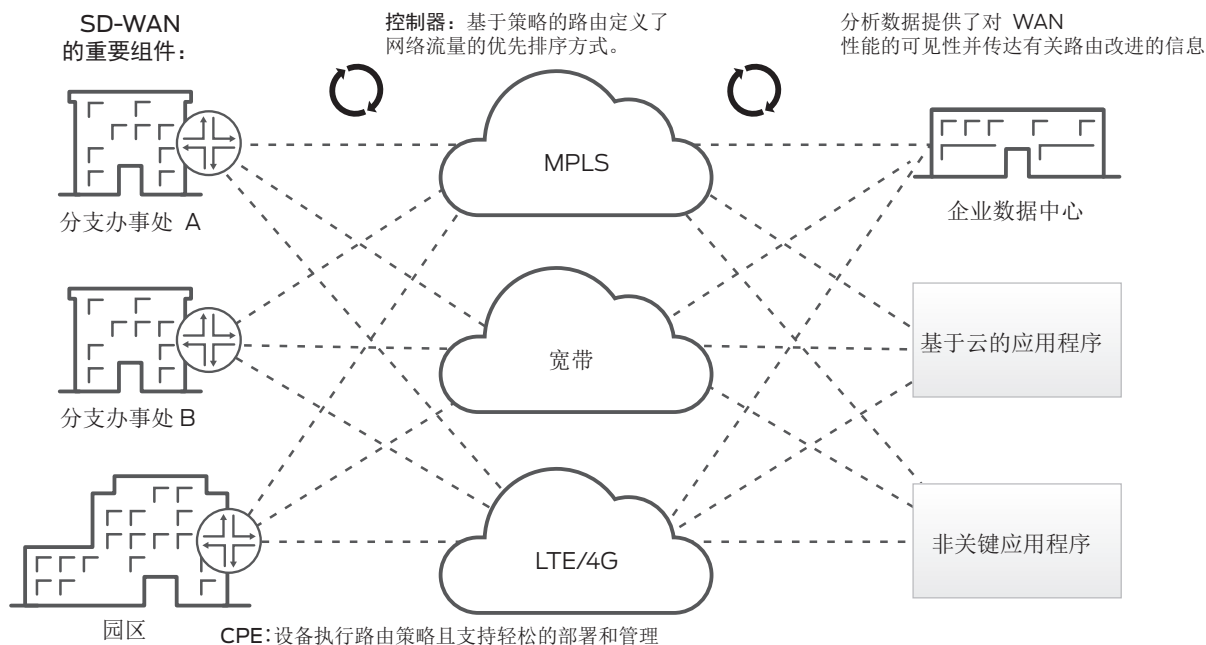 SD-WAN
的重要组件：
控制器：基于策略的路由定义了
网络流量的优先排序方式。
分析数据提供了对 WAN
性能的可见性并传达有关路由改进的信息
MPLS
分支办事处 A
企业数据中心
宽带
基于云的应用程序
分支办事处 B
LTE/4G
非关键应用程序
园区
CPE：设备执行路由策略且支持轻松的部署和管理